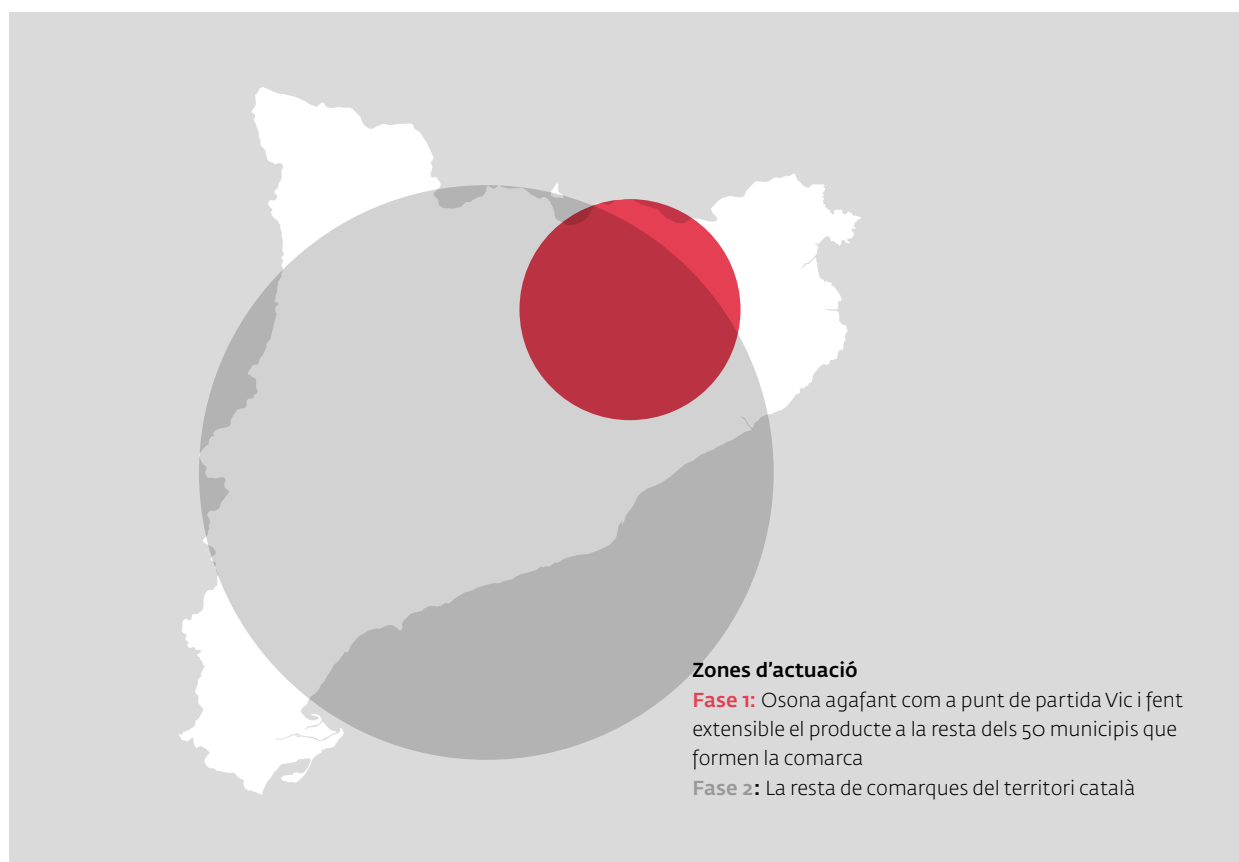 Zones d'actuació
Fase 1: Osona agafant com a punt de partida Vic i fent
extensible el producte a la resta dels 50 municipis que
formen la comarca
Fase 2: La resta de comarques del territori català